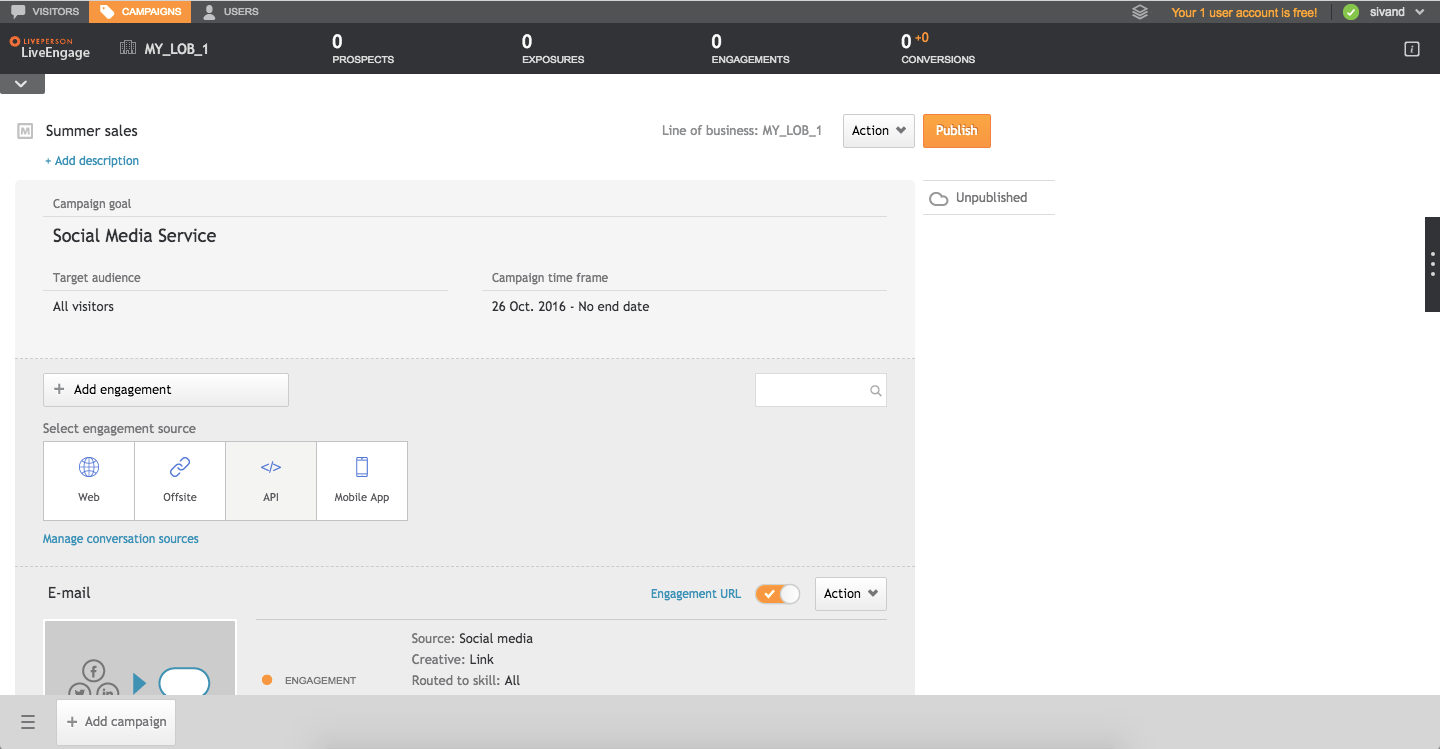 VISITORS CAMPAIGNS USERS Your 1 user account is free! sivand
LIVEPERSON
LiveEngage
MY_LOB_1
0 0 0 0 +0
PROSPECTS EXPOSURES ENGAGEMENTS CONVERSIONS
M Summer sales Line of business: MY_LOB_1 Action Publish
+ Add description
Unpublished
Campaign goal
Social Media Service
Target audience Campaign time frame
All visitors 26 Oct. 2016 - No end date
+ Add engagement
Select engagement source
</>
Web Offsite API Mobile App
Manage conversation sources
E-mail Engagement URL Action
Source: Social media
Creative: Link
ENGAGEMENT Routed to skill: All
+ Add campaign